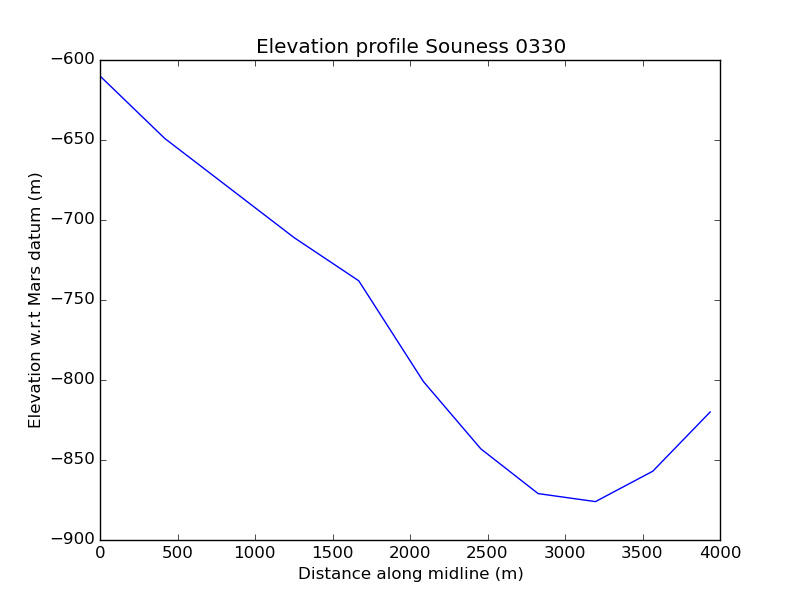 Elevation profile Souness 0330
−600
−650
−700
−750
−800
−850
−900
Elevation w.r.t Mars datum (m)
0 500 1000 1500 2000 2500 3000 3500 4000
Distance along midline (m)